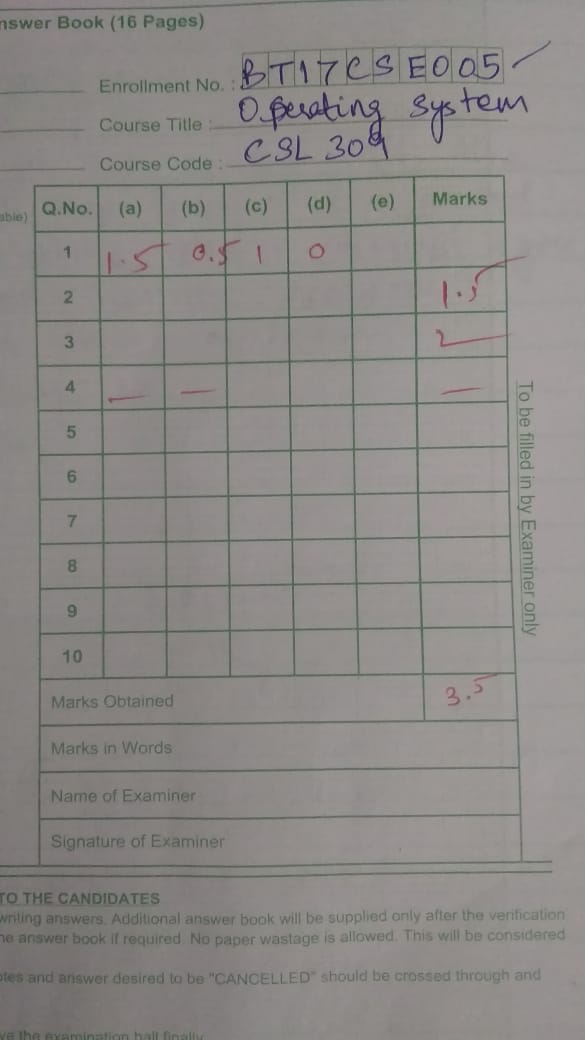 nswer Book (16 Pages)
Enrollment No. : BT17CSE005
Course Title : Operating system
Course Code : CSL 309
able)
Q.No. (a) (b) (c) (d) (e) Marks
1 1.5 0.5 1 0
2 1.5
3 2
4 — — —
5
6
7
8
9
10
To be filled in by Examiner only
Marks Obtained 3.5
Marks in Words
Name of Examiner
Signature of Examiner
TO THE CANDIDATES
writing answers. Additional answer book will be supplied only after the verification
he answer book if required. No paper wastage is allowed. This will be considered
otes and answer desired to be "CANCELLED" should be crossed through and
ve the examination hall finally